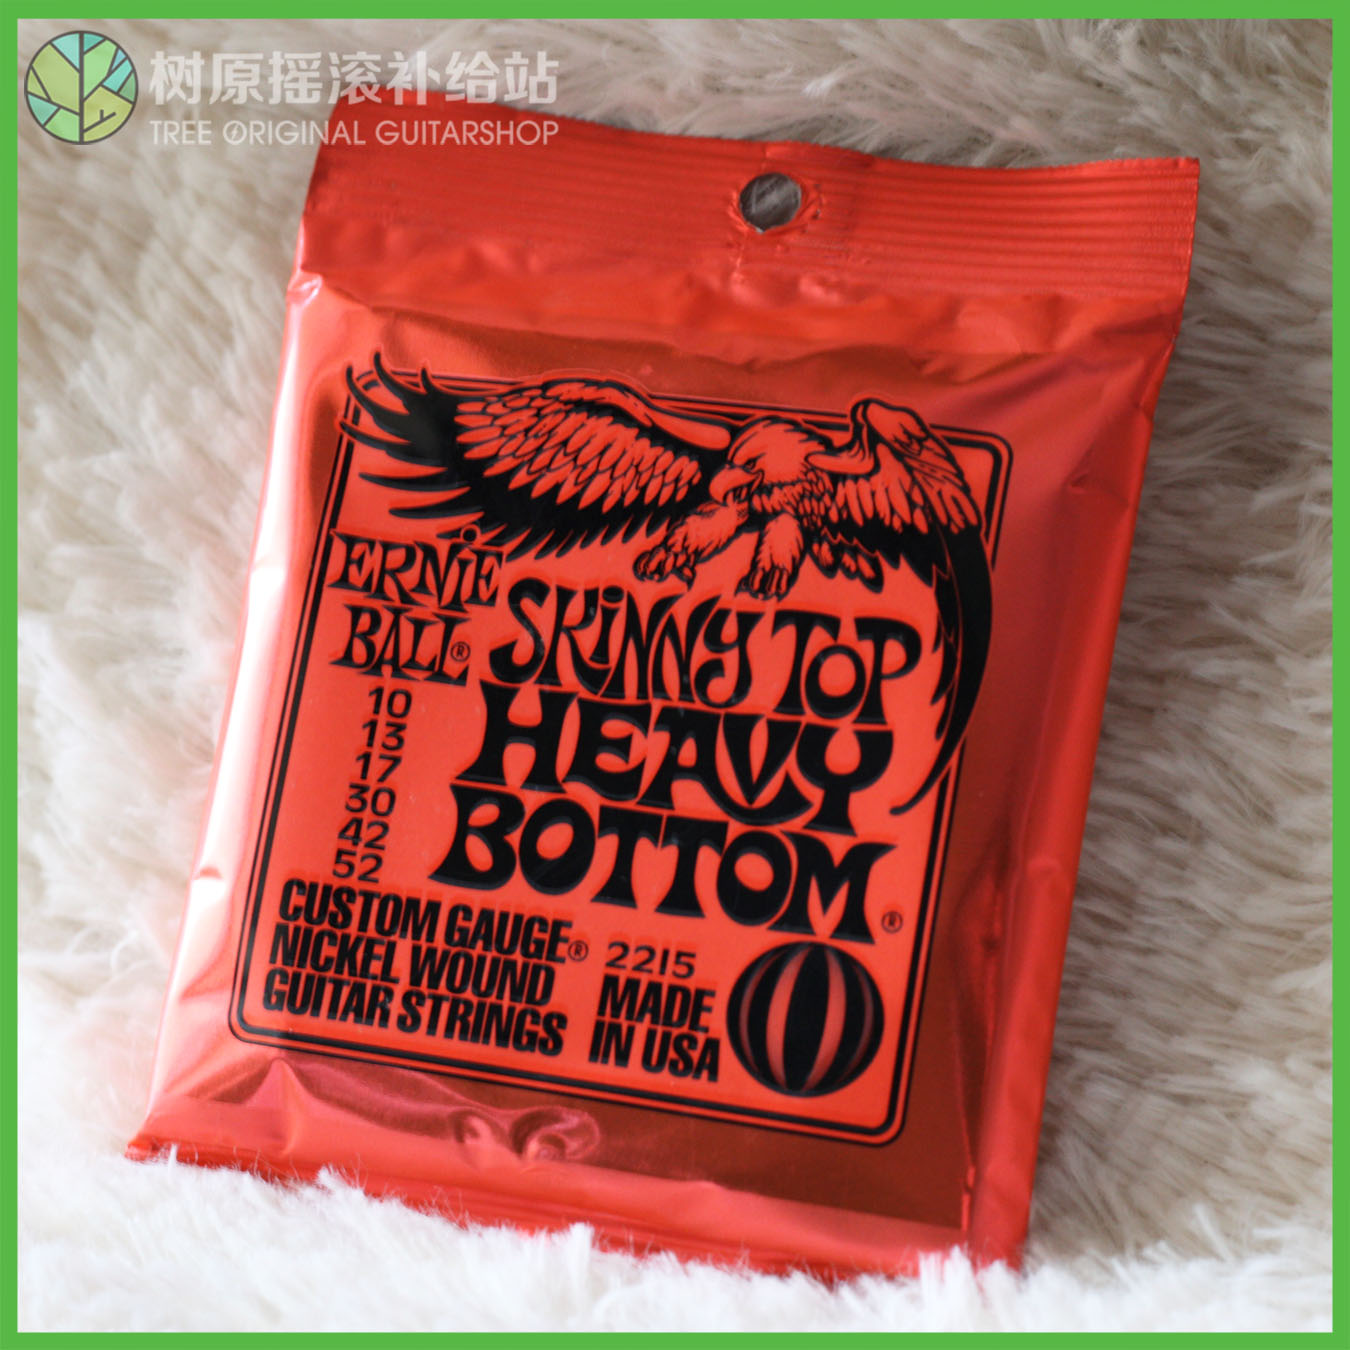 树原摇滚补给站
TREE ORIGINAL GUITARSHOP
ERNiE
BALL®
SKiNNY TOP
HEAVY
BOTTOM®
10
13
17
30
42
52
CUSTOM GAUGE®
NICKEL WOUND
GUITAR STRINGS
2215
MADE
IN USA